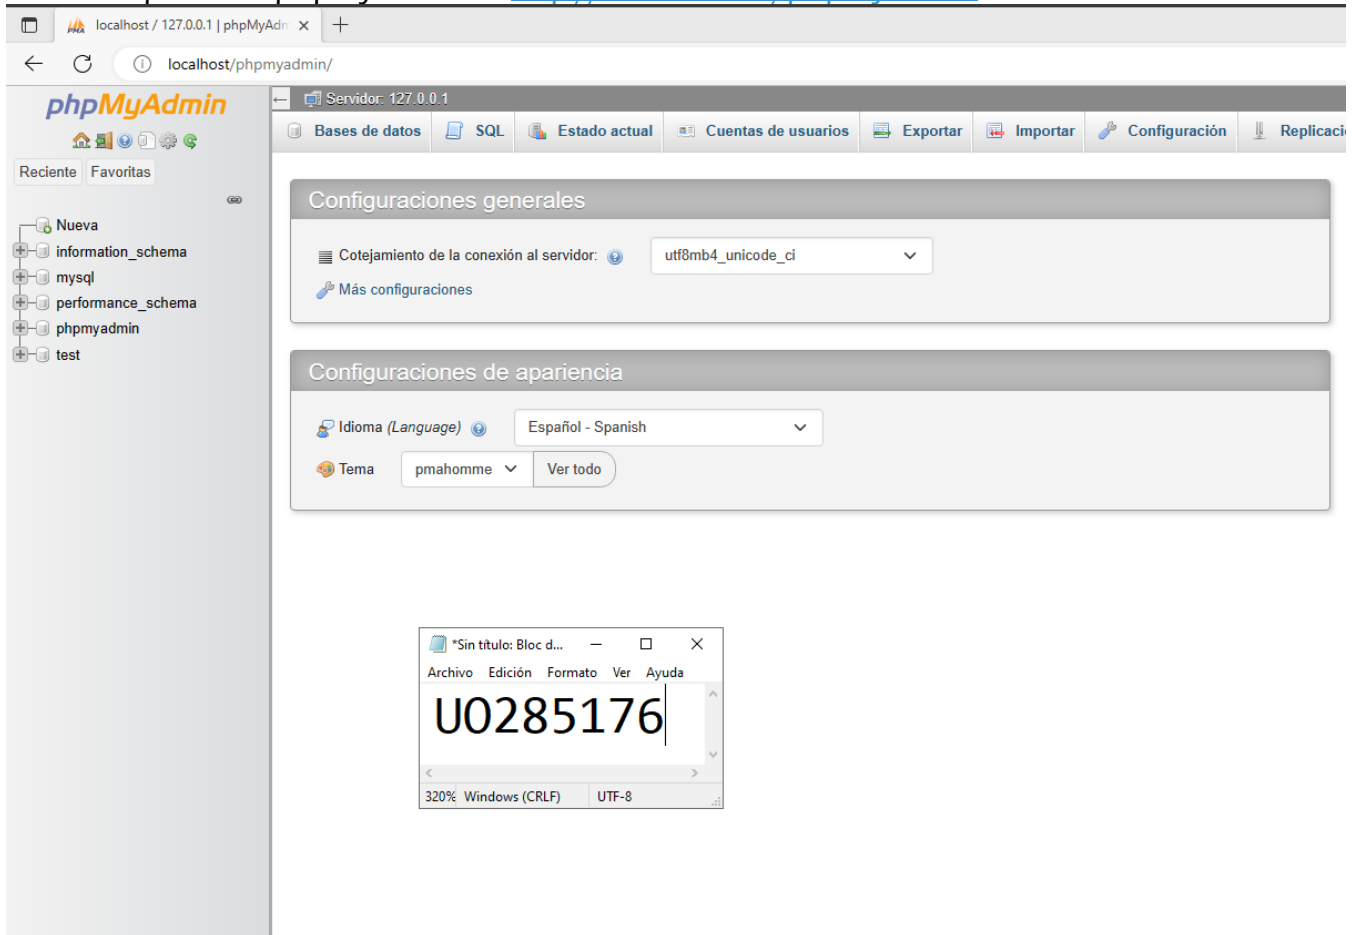 localhost / 127.0.0.1 | phpMyAdn
localhost/phpmyadmin/
phpMyAdmin
Reciente Favoritas
Nueva
information_schema
mysql
performance_schema
phpmyadmin
test
Servidor: 127.0.0.1
Bases de datos SQL Estado actual Cuentas de usuarios Exportar Importar Configuración Replicaci
Configuraciones generales
Cotejamiento de la conexión al servidor: utf8mb4_unicode_ci
Más configuraciones
Configuraciones de apariencia
Idioma (Language) Español - Spanish
Tema pmahomme Ver todo
*Sin título: Bloc d...
Archivo Edición Formato Ver Ayuda
UO285176
320% Windows (CRLF) UTF-8